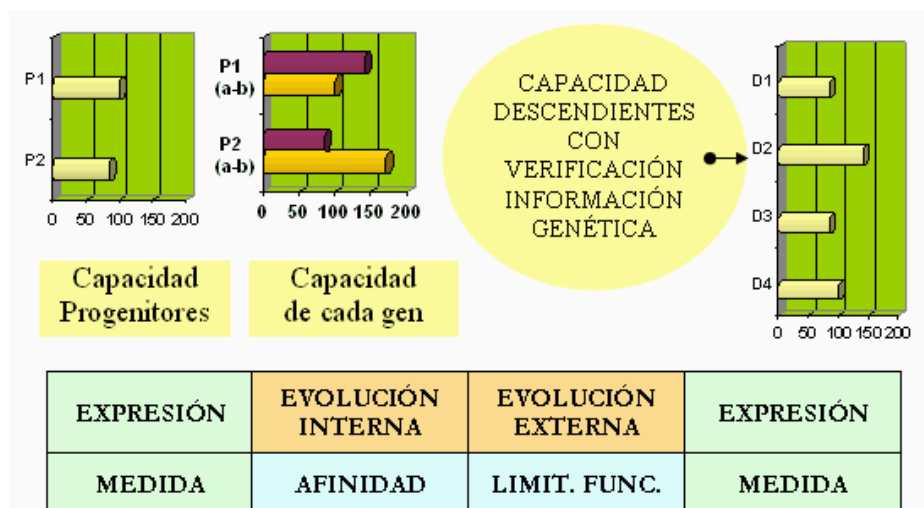 P1
P2
0 50 100 150 200
Capacidad
Progenitores
P1
(a-b)
P2
(a-b)
0 50 100 150 200
Capacidad
de cada gen
CAPACIDAD
DESCENDIENTES
CON
VERIFICACIÓN
INFORMACIÓN
GENÉTICA
D1
D2
D3
D4
0 50 100 150 200
EXPRESIÓN
EVOLUCIÓN
INTERNA
EVOLUCIÓN
EXTERNA
EXPRESIÓN
MEDIDA
AFINIDAD
LIMIT. FUNC.
MEDIDA